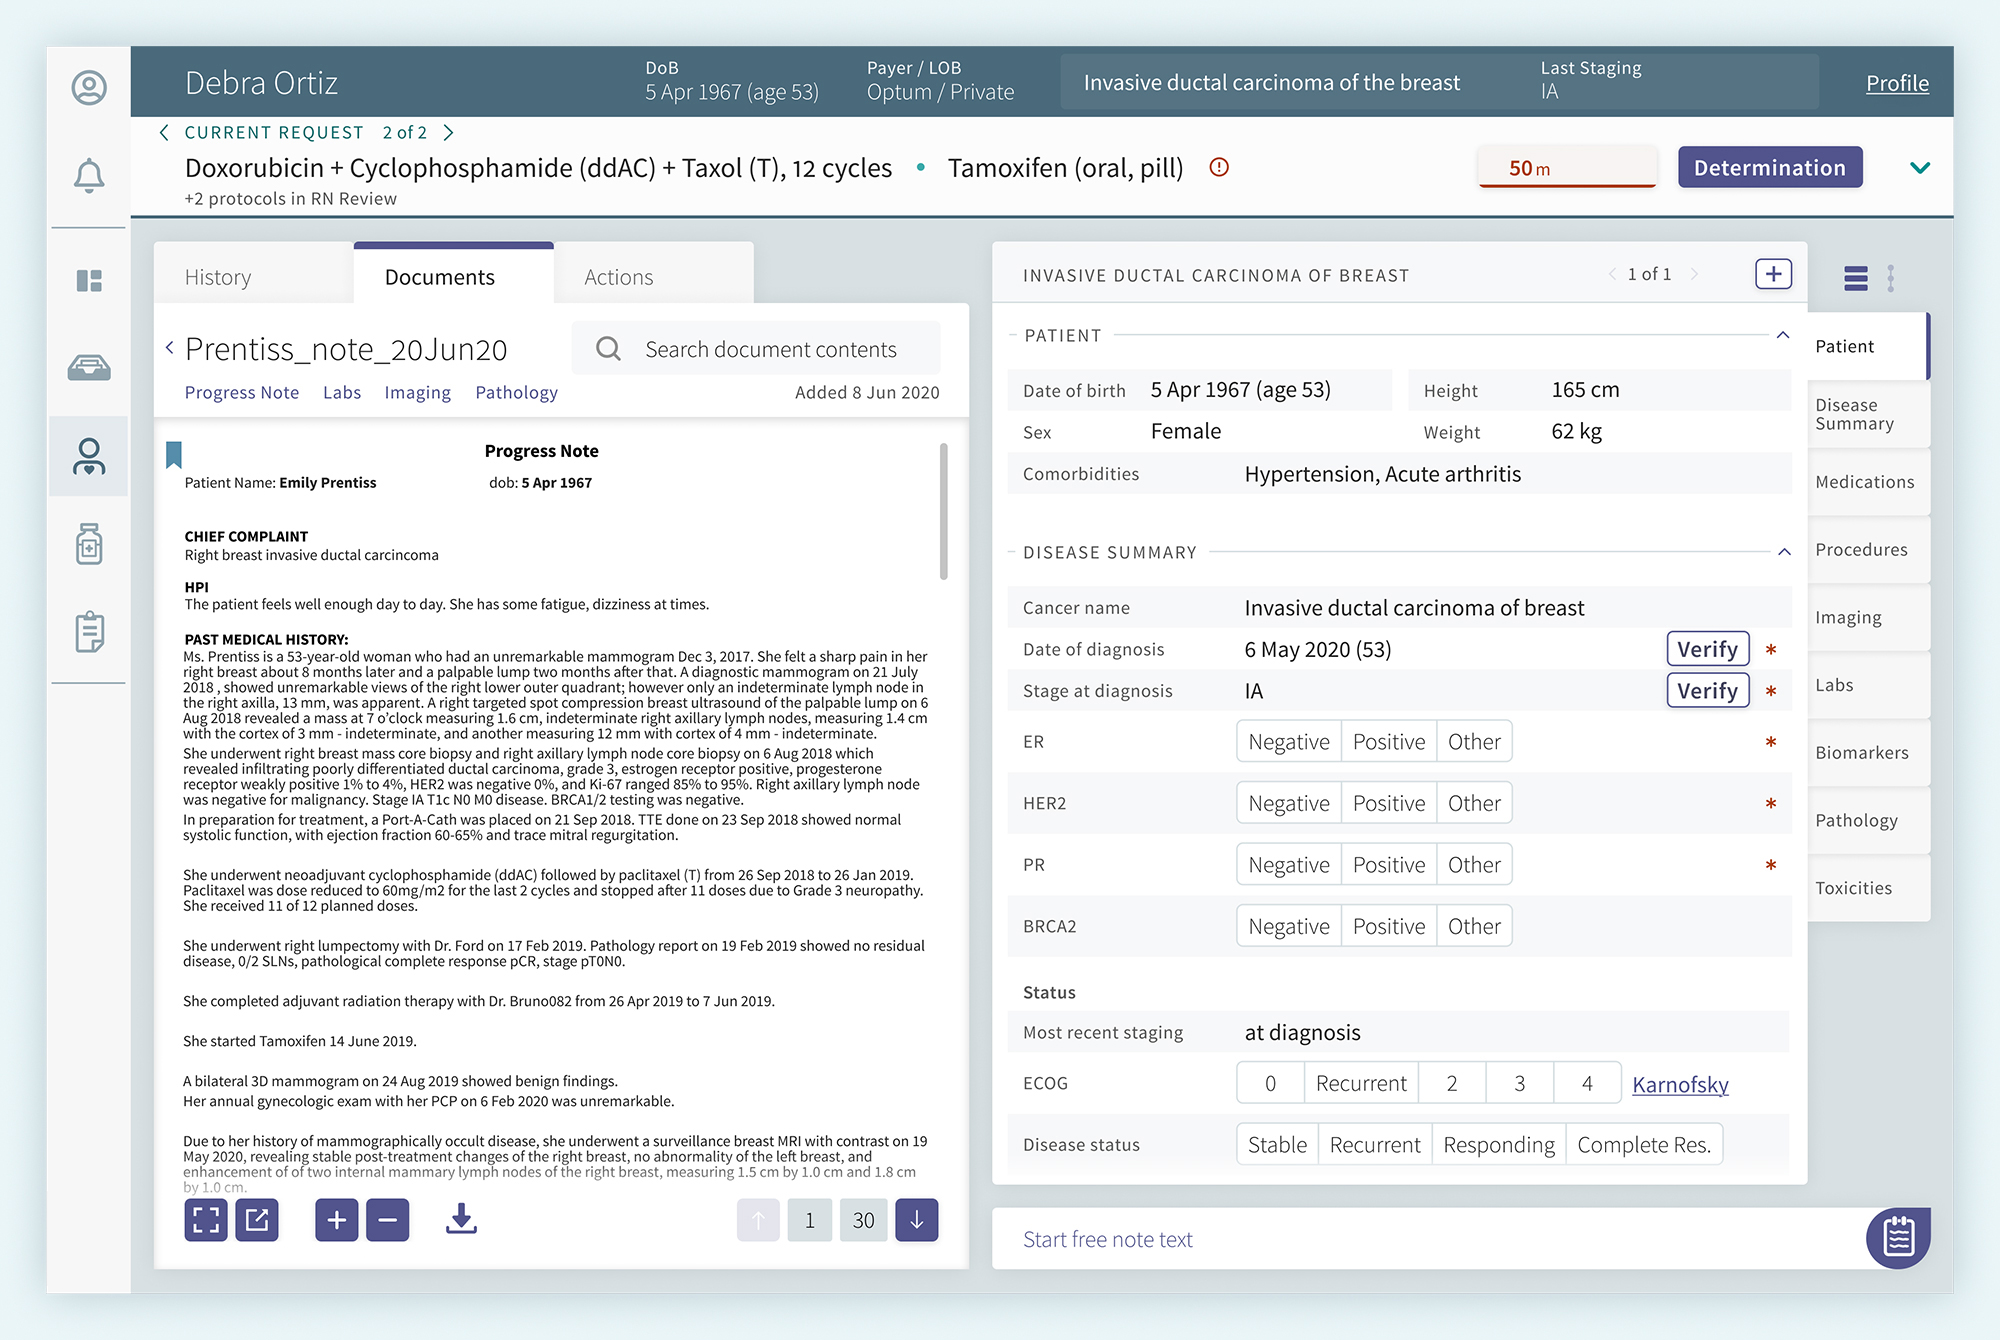 Debra Ortiz
DoB
5 Apr 1967 (age 53)
Payer / LOB
Optum / Private
Invasive ductal carcinoma of the breast
Last Staging
IA
Profile
CURRENT REQUEST 2 of 2
Doxorubicin + Cyclophosphamide (ddAC) + Taxol (T), 12 cycles • Tamoxifen (oral, pill)
+2 protocols in RN Review
50 m
Determination
History
Documents
Actions
Prentiss_note_20Jun20
Search document contents
Progress Note Labs Imaging Pathology
Added 8 Jun 2020
Progress Note
Patient Name: Emily Prentiss
dob: 5 Apr 1967
CHIEF COMPLAINT
Right breast invasive ductal carcincoma
HPI
The patient feels well enough day to day. She has some fatigue, dizziness at times.
PAST MEDICAL HISTORY:
Ms. Prentiss is a 53-year-old woman who had an unremarkable mammogram Dec 3, 2017. She felt a sharp pain in her
right breast about 8 months later and a palpable lump two months after that. A diagnostic mammogram on 21 July
2018 , showed unremarkable views of the right lower outer quadrant; however only an indeterminate lymph node in
the right axilla, 13 mm, was apparent. A right targeted spot compression breast ultrasound of the palpable lump on 6
Aug 2018 revealed a mass at 7 o'clock measuring 1.6 cm, indeterminate right axillary lymph nodes, measuring 1.4 cm
with the cortex of 3 mm - indeterminate, and another measuring 12 mm with cortex of 4 mm - indeterminate.
She underwent right breast mass core biopsy and right axillary lymph node core biopsy on 6 Aug 2018 which
revealed infiltrating poorly differentiated ductal carcinoma, grade 3, estrogen receptor positive, progesterone
receptor weakly positive 1% to 4%, HER2 was negative 0%, and Ki-67 ranged 85% to 95%. Right axillary lymph node
was negative for malignancy. Stage IA T1c N0 M0 disease. BRCA1/2 testing was negative.
In preparation for treatment, a Port-A-Cath was placed on 21 Sep 2018. TTE done on 23 Sep 2018 showed normal
systolic function, with ejection fraction 60-65% and trace mitral regurgitation.
She underwent neoadjuvant cyclophosphamide (ddAC) followed by paclitaxel (T) from 26 Sep 2018 to 26 Jan 2019.
Paclitaxel was dose reduced to 60mg/m2 for the last 2 cycles and stopped after 11 doses due to Grade 3 neuropathy.
She received 11 of 12 planned doses.
She underwent right lumpectomy with Dr. Ford on 17 Feb 2019. Pathology report on 19 Feb 2019 showed no residual
disease, 0/2 SLNs, pathological complete response pCR, stage pT0N0.
She completed adjuvant radiation therapy with Dr. Bruno082 from 26 Apr 2019 to 7 Jun 2019.
She started Tamoxifen 14 June 2019.
A bilateral 3D mammogram on 24 Aug 2019 showed benign findings.
Her annual gynecologic exam with her PCP on 6 Feb 2020 was unremarkable.
Due to her history of mammographically occult disease, she underwent a surveillance breast MRI with contrast on 19
May 2020, revealing stable post-treatment changes of the right breast, no abnormality of the left breast, and
enhancement of of two internal mammary lymph nodes of the right breast, measuring 1.5 cm by 1.0 cm and 1.8 cm
by 1.0 cm.
1
30
INVASIVE DUCTAL CARCINOMA OF BREAST
1 of 1
PATIENT
Date of birth 5 Apr 1967 (age 53)
Height 165 cm
Sex Female
Weight 62 kg
Comorbidities Hypertension, Acute arthritis
DISEASE SUMMARY
Cancer name Invasive ductal carcinoma of breast
Date of diagnosis 6 May 2020 (53) Verify *
Stage at diagnosis IA Verify *
ER Negative Positive Other *
HER2 Negative Positive Other *
PR Negative Positive Other *
BRCA2 Negative Positive Other
Status
Most recent staging at diagnosis
ECOG 0 Recurrent 2 3 4 Karnofsky
Disease status Stable Recurrent Responding Complete Res.
Start free note text
Patient
Disease
Summary
Medications
Procedures
Imaging
Labs
Biomarkers
Pathology
Toxicities